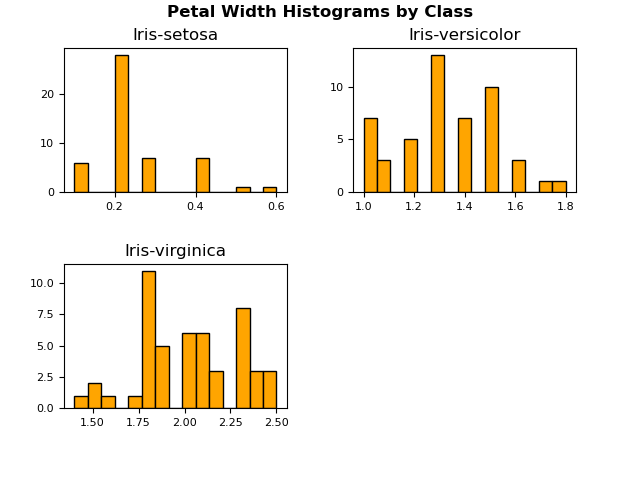 Petal Width Histograms by Class
Iris-setosa
20
10
0
0.2 0.4 0.6
Iris-versicolor
10
5
0
1.0 1.2 1.4 1.6 1.8
Iris-virginica
10.0
7.5
5.0
2.5
0.0
1.50 1.75 2.00 2.25 2.50